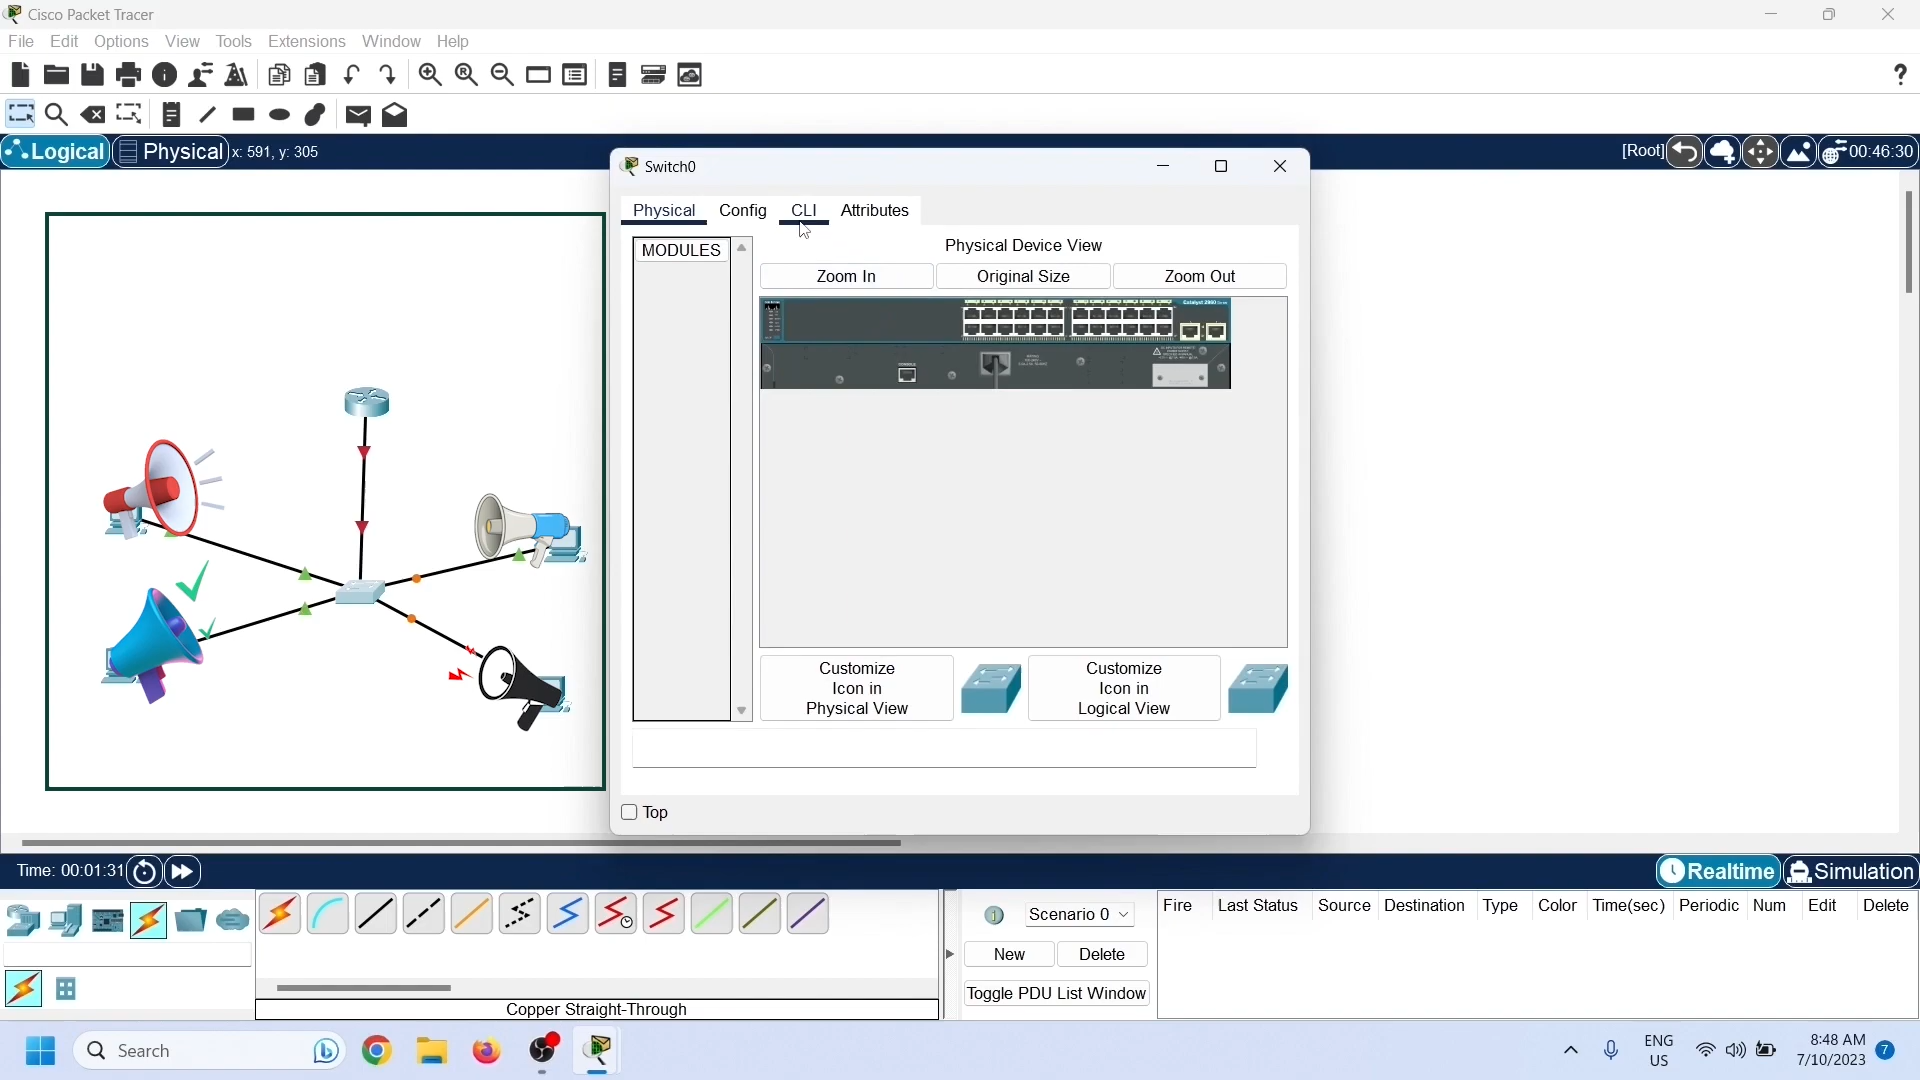 Cisco Packet Tracer
File Edit Options View Tools Extensions Window Help
Logical Physical x: 591, y: 305 [Root] 00:46:30
Switch0
Physical Config CLI Attributes
MODULES
Physical Device View
Zoom In Original Size Zoom Out
Catalyst 2960
CONSOLE
Customize
Icon in
Physical View
Customize
Icon in
Logical View
Top
Time: 00:01:31 Realtime Simulation
Scenario 0
Fire Last Status Source Destination Type Color Time(sec) Periodic Num Edit Delete
New Delete
Toggle PDU List Window
Copper Straight-Through
Search
ENG
US
8:48 AM
7/10/2023
7